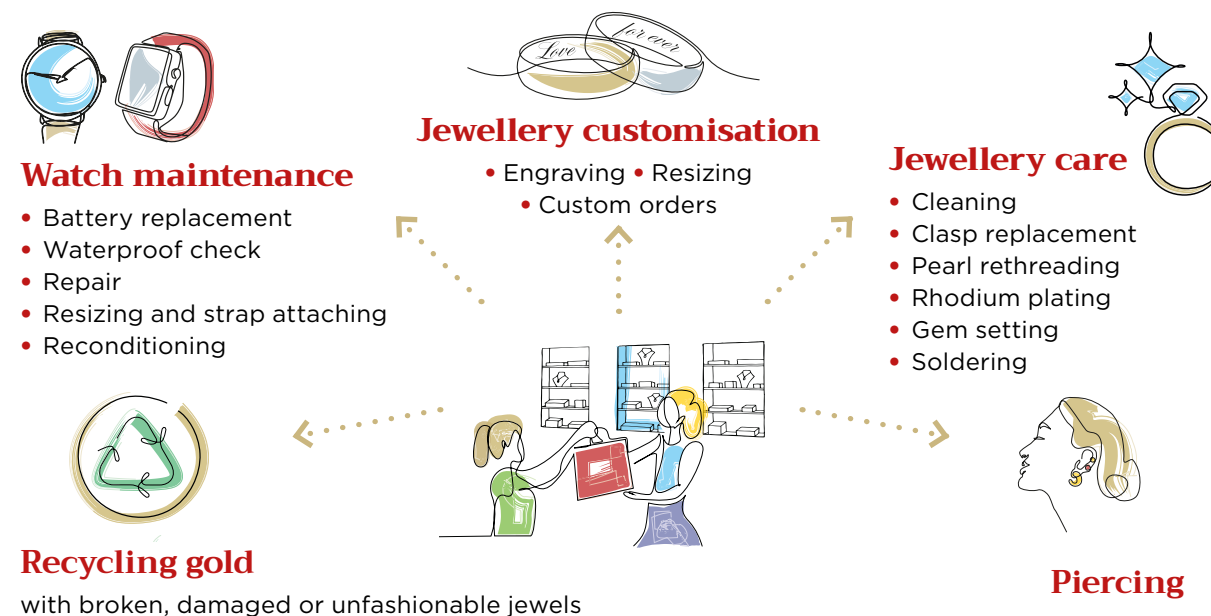 Love
for ever
Jewellery customisation
• Engraving • Resizing
• Custom orders
Watch maintenance
• Battery replacement
• Waterproof check
• Repair
• Resizing and strap attaching
• Reconditioning
Jewellery care
• Cleaning
• Clasp replacement
• Pearl rethreading
• Rhodium plating
• Gem setting
• Soldering
Recycling gold
with broken, damaged or unfashionable jewels
Piercing